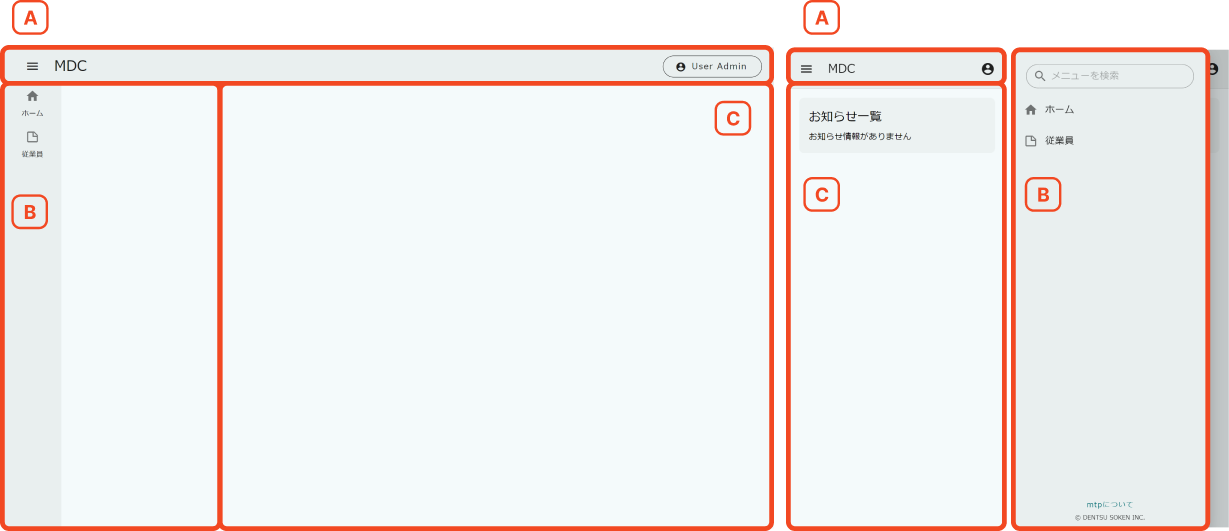 A
MDC
User Admin
ホーム
従業員
B
C
A
MDC
お知らせ一覧
お知らせ情報がありません
C
メニューを検索
ホーム
従業員
B
mtpについて
© DENTSU SOKEN INC.